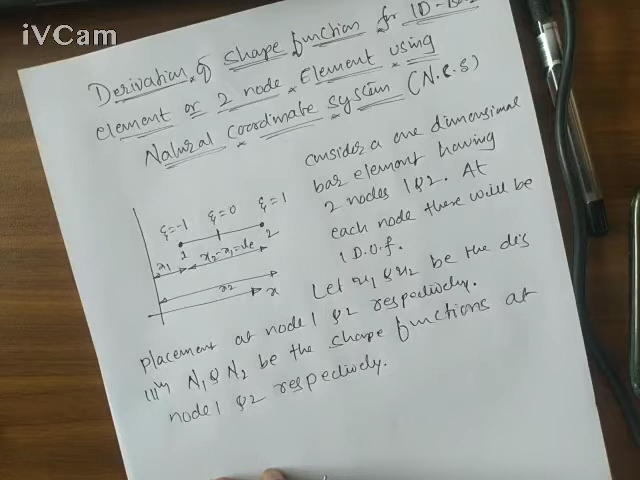 iVCam
Derivation of shape function for 1D-Bar
element or 2 node Element using
Natural coordinate system (N.C.S)
consider a one dimensional
bar element having
2 nodes 1&2. At
each node there will be
1 D.O.f.
Let u1 & u2 be the dis
placement at node 1 & 2 respectively.
111ly N1 & N2 be the shape functions at
node 1 & 2 respectively.
ξ=-1 ξ=0 ξ=1
1 2
x1 x2-x1=le
x2
x